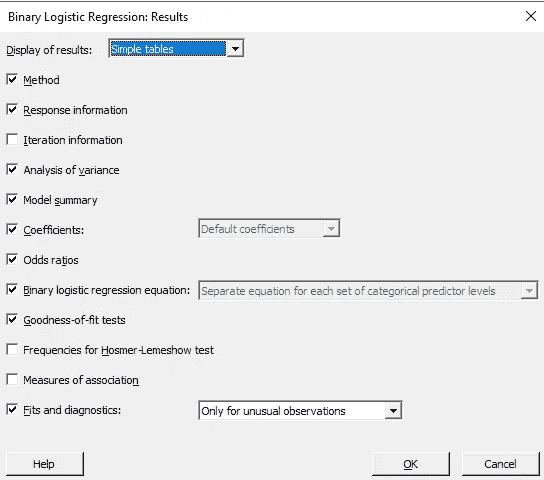 Binary Logistic Regression: Results
Display of results: Simple tables
Method
Response information
Iteration information
Analysis of variance
Model summary
Coefficients: Default coefficients
Odds ratios
Binary logistic regression equation: Separate equation for each set of categorical predictor levels
Goodness-of-fit tests
Frequencies for Hosmer-Lemeshow test
Measures of association
Fits and diagnostics: Only for unusual observations
Help OK Cancel